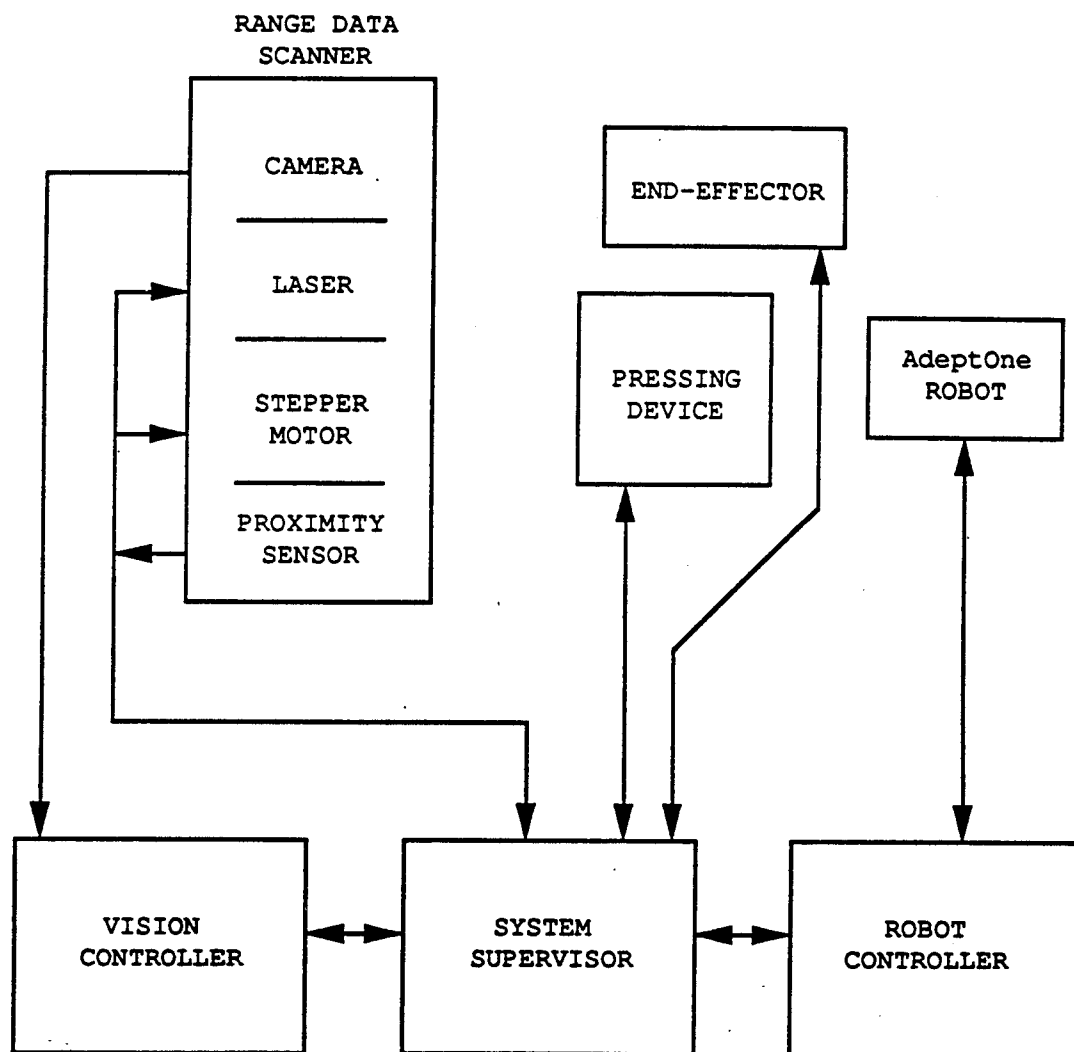 RANGE DATA
SCANNER
CAMERA
LASER
STEPPER
MOTOR
PROXIMITY
SENSOR
END-EFFECTOR
PRESSING
DEVICE
AdeptOne
ROBOT
VISION
CONTROLLER
SYSTEM
SUPERVISOR
ROBOT
CONTROLLER